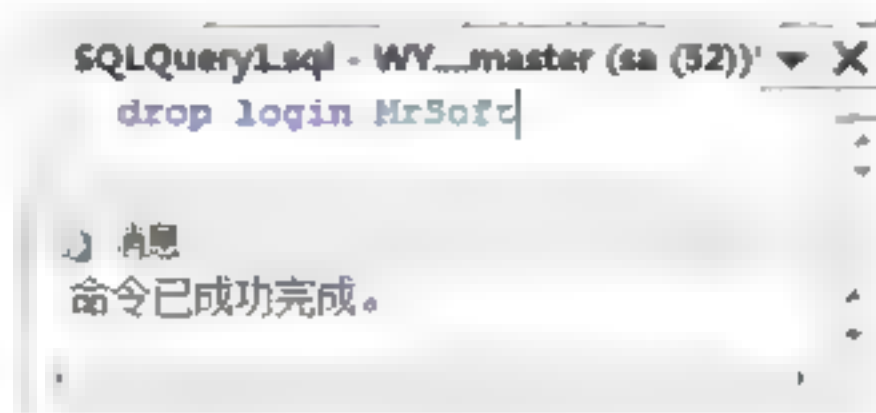 SQLQuery1.sql - WY...master (sa (52))*
drop login MrSoft
消息
命令已成功完成。